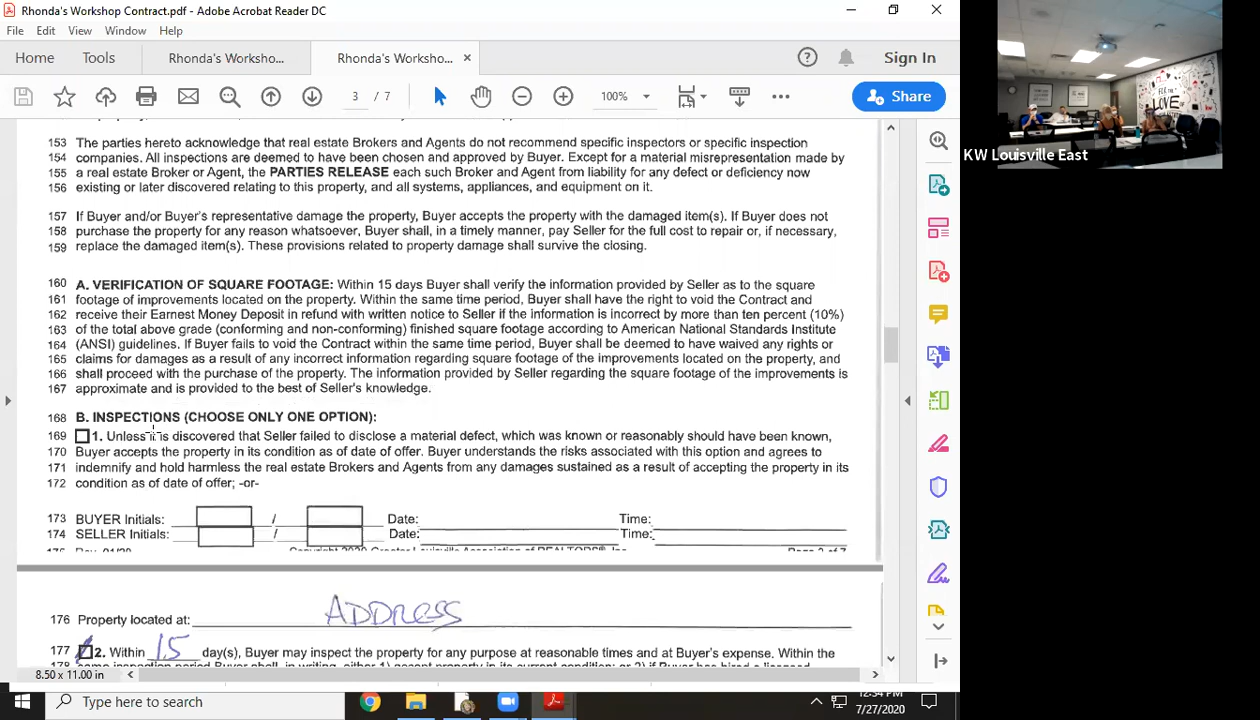 Rhonda's Workshop Contract.pdf - Adobe Acrobat Reader DC
File Edit View Window Help
Home Tools Rhonda's Worksho... Rhonda's Worksho... × Sign In
3 / 7 100% Share
153 The parties hereto acknowledge that real estate Brokers and Agents do not recommend specific inspectors or specific inspection
154 companies. All inspections are deemed to have been chosen and approved by Buyer. Except for a material misrepresentation made by
155 a real estate Broker or Agent, the PARTIES RELEASE each such Broker and Agent from liability for any defect or deficiency now
156 existing or later discovered relating to this property, and all systems, appliances, and equipment on it.
157 If Buyer and/or Buyer's representative damage the property, Buyer accepts the property with the damaged item(s). If Buyer does not
158 purchase the property for any reason whatsoever, Buyer shall, in a timely manner, pay Seller for the full cost to repair or, if necessary,
159 replace the damaged item(s). These provisions related to property damage shall survive the closing.
160 A. VERIFICATION OF SQUARE FOOTAGE: Within 15 days Buyer shall verify the information provided by Seller as to the square
161 footage of improvements located on the property. Within the same time period, Buyer shall have the right to void the Contract and
162 receive their Earnest Money Deposit in refund with written notice to Seller if the information is incorrect by more than ten percent (10%)
163 of the total above grade (conforming and non-conforming) finished square footage according to American National Standards Institute
164 (ANSI) guidelines. If Buyer fails to void the Contract within the same time period, Buyer shall be deemed to have waived any rights or
165 claims for damages as a result of any incorrect information regarding square footage of the improvements located on the property, and
166 shall proceed with the purchase of the property. The information provided by Seller regarding the square footage of the improvements is
167 approximate and is provided to the best of Seller's knowledge.
168 B. INSPECTIONS (CHOOSE ONLY ONE OPTION):
169 1. Unless it is discovered that Seller failed to disclose a material defect, which was known or reasonably should have been known,
170 Buyer accepts the property in its condition as of date of offer. Buyer understands the risks associated with this option and agrees to
171 indemnify and hold harmless the real estate Brokers and Agents from any damages sustained as a result of accepting the property in its
172 condition as of date of offer; -or-
173 BUYER Initials: / Date: Time:
174 SELLER Initials: / Date: Time:
Copyright 2020 Greater Louisville Association of REALTORS®, Inc.
176 Property located at: ADDRESS
177 2. Within 15 day(s), Buyer may inspect the property for any purpose at reasonable times and at Buyer's expense. Within the
8.50 x 11.00 in
Type here to search
12:54 PM
7/27/2020
KW Louisville East
FOR THE
LOVE